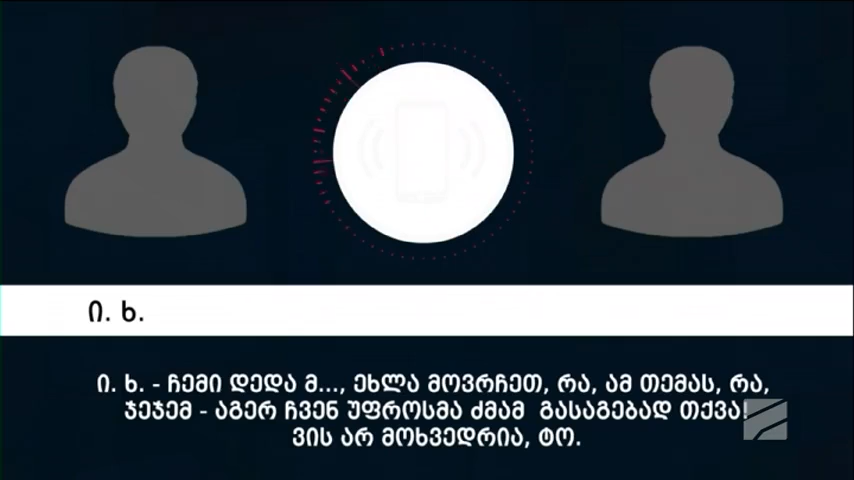 ი. ხ.
ი. ხ. - ჩემი დედა მ..., ეხლა მოვრჩეთ, რა, ამ თემას, რა,
ჯეჯემ - აგერ ჩვენ უფროსმა ძმამ გასაგებად თქვა!
ვის არ მოხვედრია, ტო.